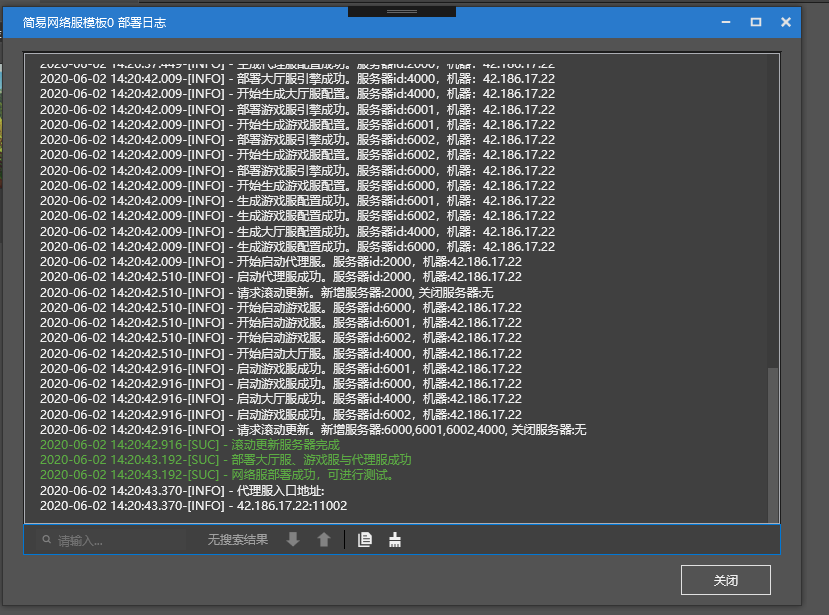 简易网络服模板0 部署日志
2020-06-02 14:20:37.449-[INFO] - 生成代理服配置成功。服务器id:2000，机器：42.186.17.22
2020-06-02 14:20:42.009-[INFO] - 部署大厅服引擎成功。服务器id:4000，机器：42.186.17.22
2020-06-02 14:20:42.009-[INFO] - 开始生成大厅服配置。服务器id:4000，机器：42.186.17.22
2020-06-02 14:20:42.009-[INFO] - 部署游戏服引擎成功。服务器id:6001，机器：42.186.17.22
2020-06-02 14:20:42.009-[INFO] - 开始生成游戏服配置。服务器id:6001，机器：42.186.17.22
2020-06-02 14:20:42.009-[INFO] - 部署游戏服引擎成功。服务器id:6002，机器：42.186.17.22
2020-06-02 14:20:42.009-[INFO] - 开始生成游戏服配置。服务器id:6002，机器：42.186.17.22
2020-06-02 14:20:42.009-[INFO] - 部署游戏服引擎成功。服务器id:6000，机器：42.186.17.22
2020-06-02 14:20:42.009-[INFO] - 开始生成游戏服配置。服务器id:6000，机器：42.186.17.22
2020-06-02 14:20:42.009-[INFO] - 生成游戏服配置成功。服务器id:6001，机器：42.186.17.22
2020-06-02 14:20:42.009-[INFO] - 生成游戏服配置成功。服务器id:6002，机器：42.186.17.22
2020-06-02 14:20:42.009-[INFO] - 生成大厅服配置成功。服务器id:4000，机器：42.186.17.22
2020-06-02 14:20:42.009-[INFO] - 生成游戏服配置成功。服务器id:6000，机器：42.186.17.22
2020-06-02 14:20:42.009-[INFO] - 开始启动代理服。服务器id:2000，机器:42.186.17.22
2020-06-02 14:20:42.510-[INFO] - 启动代理服成功。服务器id:2000，机器:42.186.17.22
2020-06-02 14:20:42.510-[INFO] - 请求滚动更新。新增服务器:2000, 关闭服务器:无
2020-06-02 14:20:42.510-[INFO] - 开始启动游戏服。服务器id:6000，机器:42.186.17.22
2020-06-02 14:20:42.510-[INFO] - 开始启动游戏服。服务器id:6001，机器:42.186.17.22
2020-06-02 14:20:42.510-[INFO] - 开始启动游戏服。服务器id:6002，机器:42.186.17.22
2020-06-02 14:20:42.510-[INFO] - 开始启动大厅服。服务器id:4000，机器:42.186.17.22
2020-06-02 14:20:42.916-[INFO] - 启动游戏服成功。服务器id:6001，机器:42.186.17.22
2020-06-02 14:20:42.916-[INFO] - 启动游戏服成功。服务器id:6000，机器:42.186.17.22
2020-06-02 14:20:42.916-[INFO] - 启动大厅服成功。服务器id:4000，机器:42.186.17.22
2020-06-02 14:20:42.916-[INFO] - 启动游戏服成功。服务器id:6002，机器:42.186.17.22
2020-06-02 14:20:42.916-[INFO] - 请求滚动更新。新增服务器:6000,6001,6002,4000, 关闭服务器:无
2020-06-02 14:20:42.916-[SUC] - 滚动更新服务器完成
2020-06-02 14:20:43.192-[SUC] - 部署大厅服、游戏服与代理服成功
2020-06-02 14:20:43.192-[SUC] - 网络服部署成功，可进行测试。
2020-06-02 14:20:43.370-[INFO] - 代理服入口地址:
2020-06-02 14:20:43.370-[INFO] - 42.186.17.22:11002
请输入... 无搜索结果
关闭